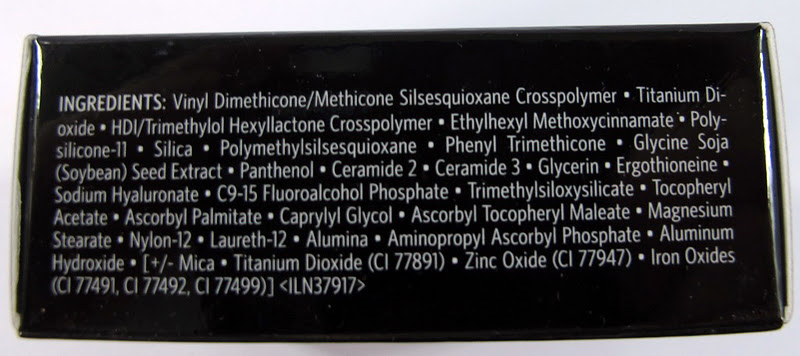 INGREDIENTS: Vinyl Dimethicone/Methicone Silsesquioxane Crosspolymer • Titanium Di-
oxide • HDI/Trimethylol Hexyllactone Crosspolymer • Ethylhexyl Methoxycinnamate • Poly-
silicone-11 • Silica • Polymethylsilsesquioxane • Phenyl Trimethicone • Glycine Soja
(Soybean) Seed Extract • Panthenol • Ceramide 2 • Ceramide 3 • Glycerin • Ergothioneine •
Sodium Hyaluronate • C9-15 Fluoroalcohol Phosphate • Trimethylsiloxysilicate • Tocopheryl
Acetate • Ascorbyl Palmitate • Caprylyl Glycol • Ascorbyl Tocopheryl Maleate • Magnesium
Stearate • Nylon-12 • Laureth-12 • Alumina • Aminopropyl Ascorbyl Phosphate • Aluminum
Hydroxide • [+/- Mica • Titanium Dioxide (CI 77891) • Zinc Oxide (CI 77947) • Iron Oxides
(CI 77491, CI 77492, CI 77499)] <ILN37917>